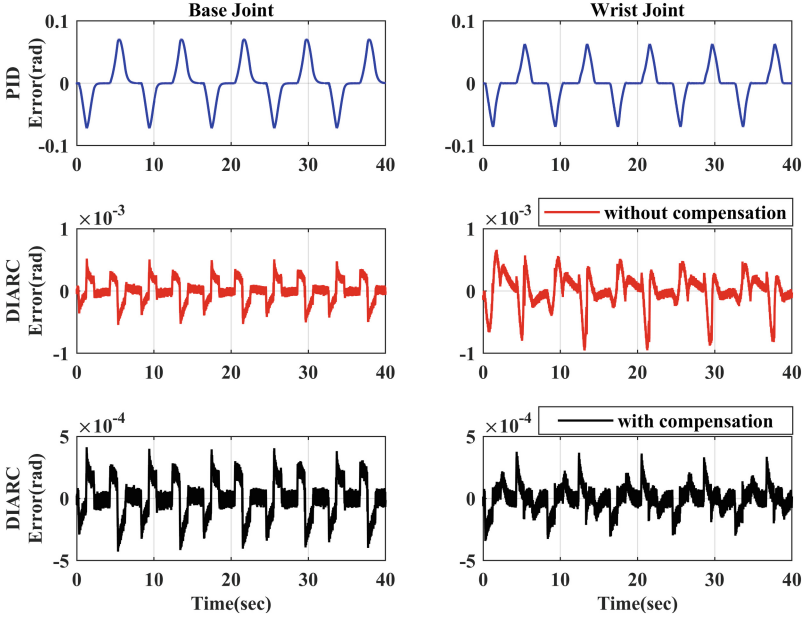 Base Joint
Wrist Joint
PID
Error(rad)
0.1
0
-0.1
0 10 20 30 40
0.1
0
-0.1
0 10 20 30 40
DIARC
Error(rad)
×10⁻³
1
0
-1
0 10 20 30 40
×10⁻³
without compensation
1
0
-1
0 10 20 30 40
DIARC
Error(rad)
×10⁻⁴
5
0
-5
0 10 20 30 40
Time(sec)
×10⁻⁴
with compensation
5
0
-5
0 10 20 30 40
Time(sec)